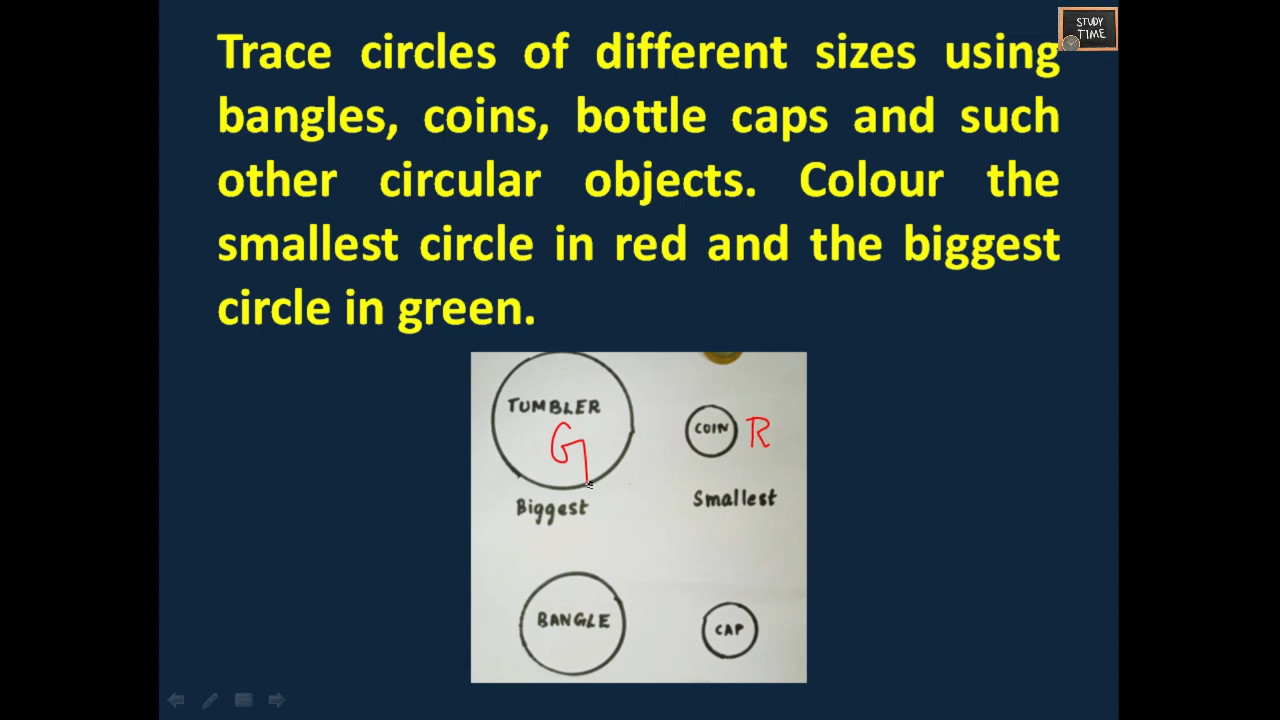 STUDY
TIME
Trace circles of different sizes using
bangles, coins, bottle caps and such
other circular objects. Colour the
smallest circle in red and the biggest
circle in green.
TUMBLER
G
COIN R
Biggest
Smallest
BANGLE
CAP